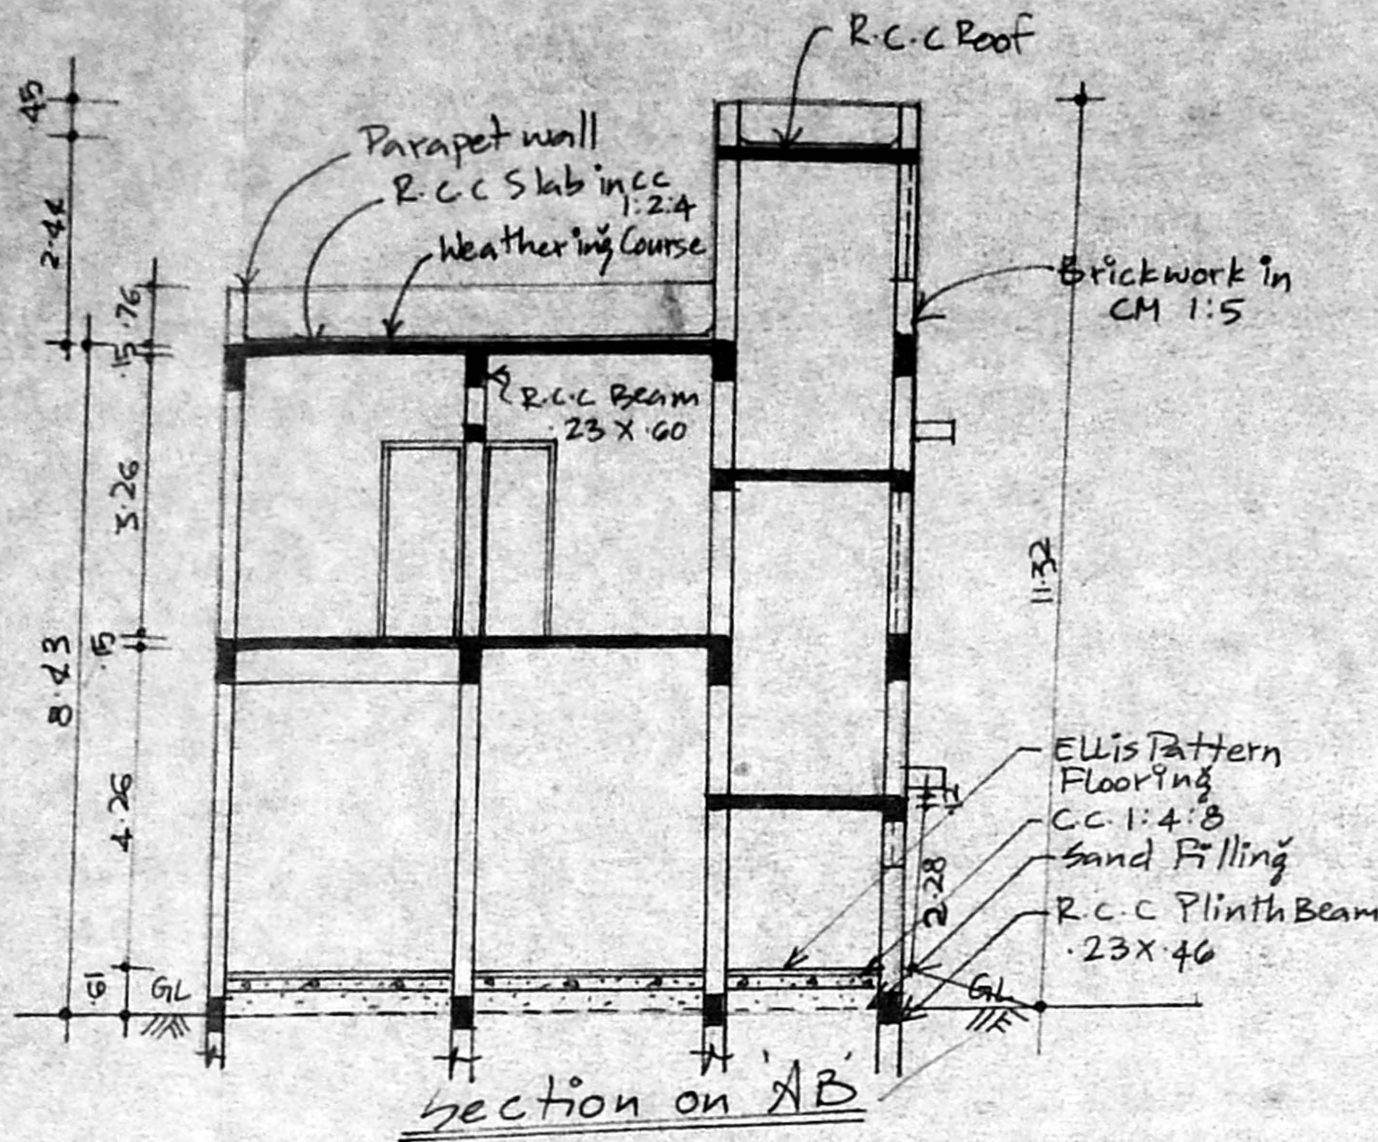 R.C.C Roof
Parapet wall
R.C.C Slab in CC
1:2:4
Weathering Course
Brickwork in
CM 1:5
R.C.C Beam
.23 X .60
.45
2.44
.76
.15
3.26
.15
8.43
4.26
.61
GL
11.32
Ellis Pattern
Flooring
C.C. 1:4:8
Sand Filling
R.C.C Plinth Beam
.23 X .46
2.28
GL
Section on 'AB'